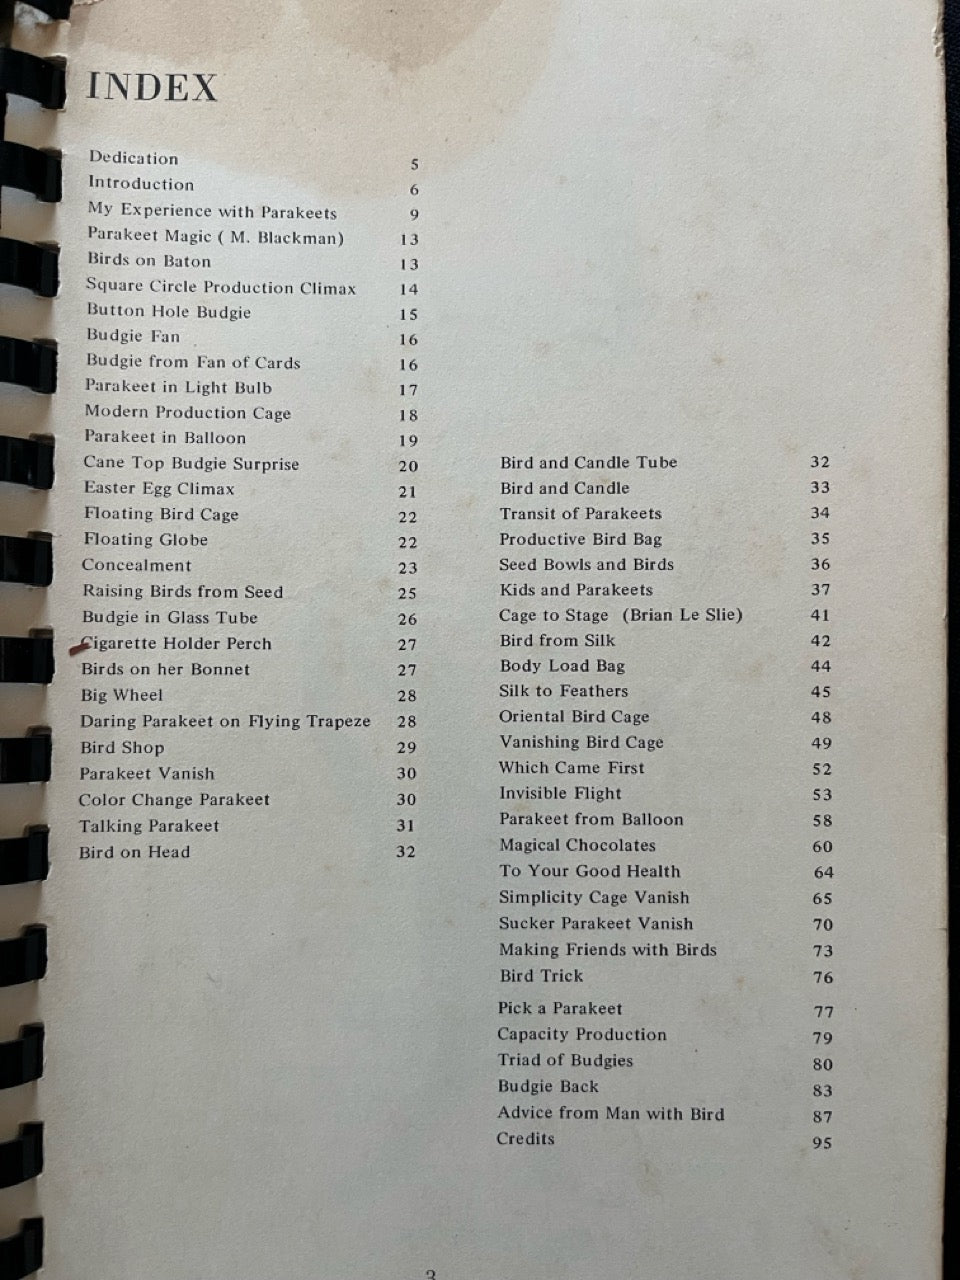 INDEX
Dedication 5
Introduction 6
My Experience with Parakeets 9
Parakeet Magic ( M. Blackman) 13
Birds on Baton 13
Square Circle Production Climax 14
Button Hole Budgie 15
Budgie Fan 16
Budgie from Fan of Cards 16
Parakeet in Light Bulb 17
Modern Production Cage 18
Parakeet in Balloon 19
Cane Top Budgie Surprise 20
Easter Egg Climax 21
Floating Bird Cage 22
Floating Globe 22
Concealment 23
Raising Birds from Seed 25
Budgie in Glass Tube 26
Cigarette Holder Perch 27
Birds on her Bonnet 27
Big Wheel 28
Daring Parakeet on Flying Trapeze 28
Bird Shop 29
Parakeet Vanish 30
Color Change Parakeet 30
Talking Parakeet 31
Bird on Head 32
Bird and Candle Tube 32
Bird and Candle 33
Transit of Parakeets 34
Productive Bird Bag 35
Seed Bowls and Birds 36
Kids and Parakeets 37
Cage to Stage (Brian Le Slie) 41
Bird from Silk 42
Body Load Bag 44
Silk to Feathers 45
Oriental Bird Cage 48
Vanishing Bird Cage 49
Which Came First 52
Invisible Flight 53
Parakeet from Balloon 58
Magical Chocolates 60
To Your Good Health 64
Simplicity Cage Vanish 65
Sucker Parakeet Vanish 70
Making Friends with Birds 73
Bird Trick 76
Pick a Parakeet 77
Capacity Production 79
Triad of Budgies 80
Budgie Back 83
Advice from Man with Bird 87
Credits 95
3